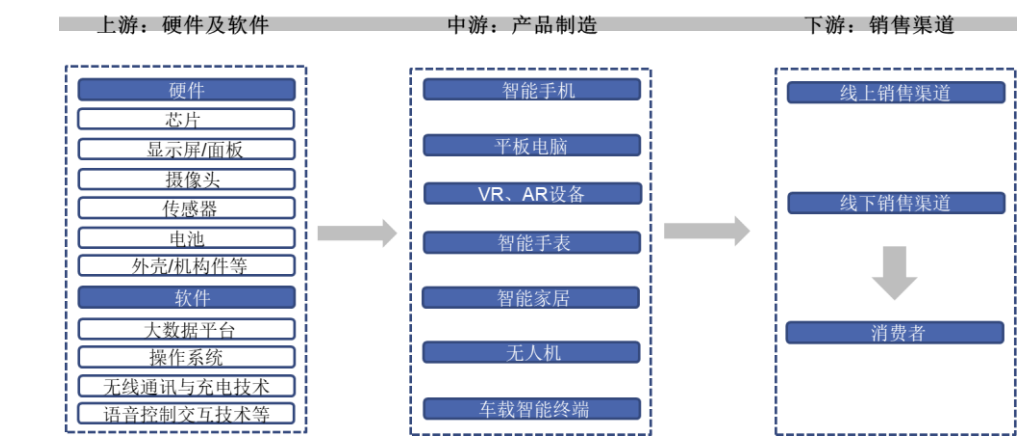 上游：硬件及软件
中游：产品制造
下游：销售渠道
硬件
芯片
显示屏/面板
摄像头
传感器
电池
外壳/机构件等
软件
大数据平台
操作系统
无线通讯与充电技术
语音控制交互技术等
智能手机
平板电脑
VR、AR设备
智能手表
智能家居
无人机
车载智能终端
线上销售渠道
线下销售渠道
消费者